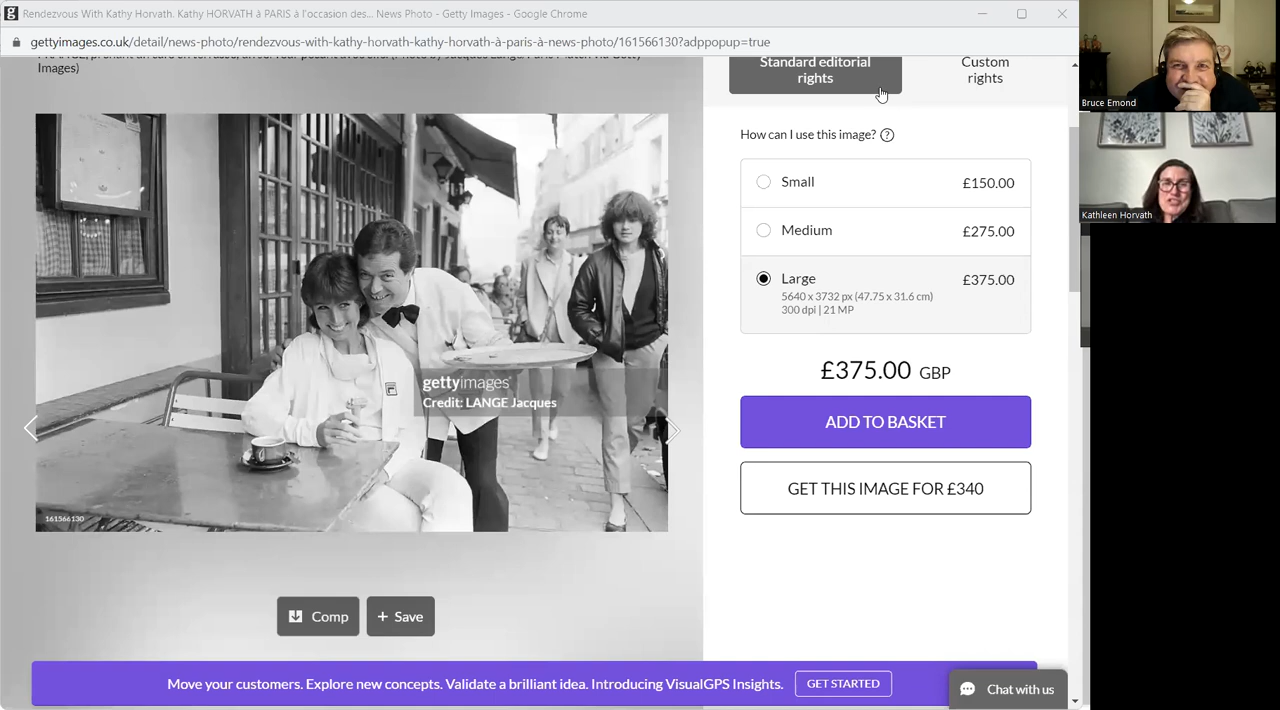 Rendezvous With Kathy Horvath. Kathy HORVATH à PARIS à l'occasion des... News Photo - Getty Images - Google Chrome
gettyimages.co.uk/detail/news-photo/rendezvous-with-kathy-horvath-kathy-horvath-à-paris-à-news-photo/161566130?adppopup=true
Images)
Standard editorial
rights
Custom
rights
Bruce Emond
How can I use this image? ?
Small £150.00
Kathleen Horvath
Medium £275.00
Large £375.00
5640 x 3732 px (47.75 x 31.6 cm)
300 dpi | 21 MP
£375.00 GBP
gettyimages®
Credit: LANGE Jacques
ADD TO BASKET
GET THIS IMAGE FOR £340
161566130
Comp
+ Save
Move your customers. Explore new concepts. Validate a brilliant idea. Introducing VisualGPS Insights.
GET STARTED
Chat with us